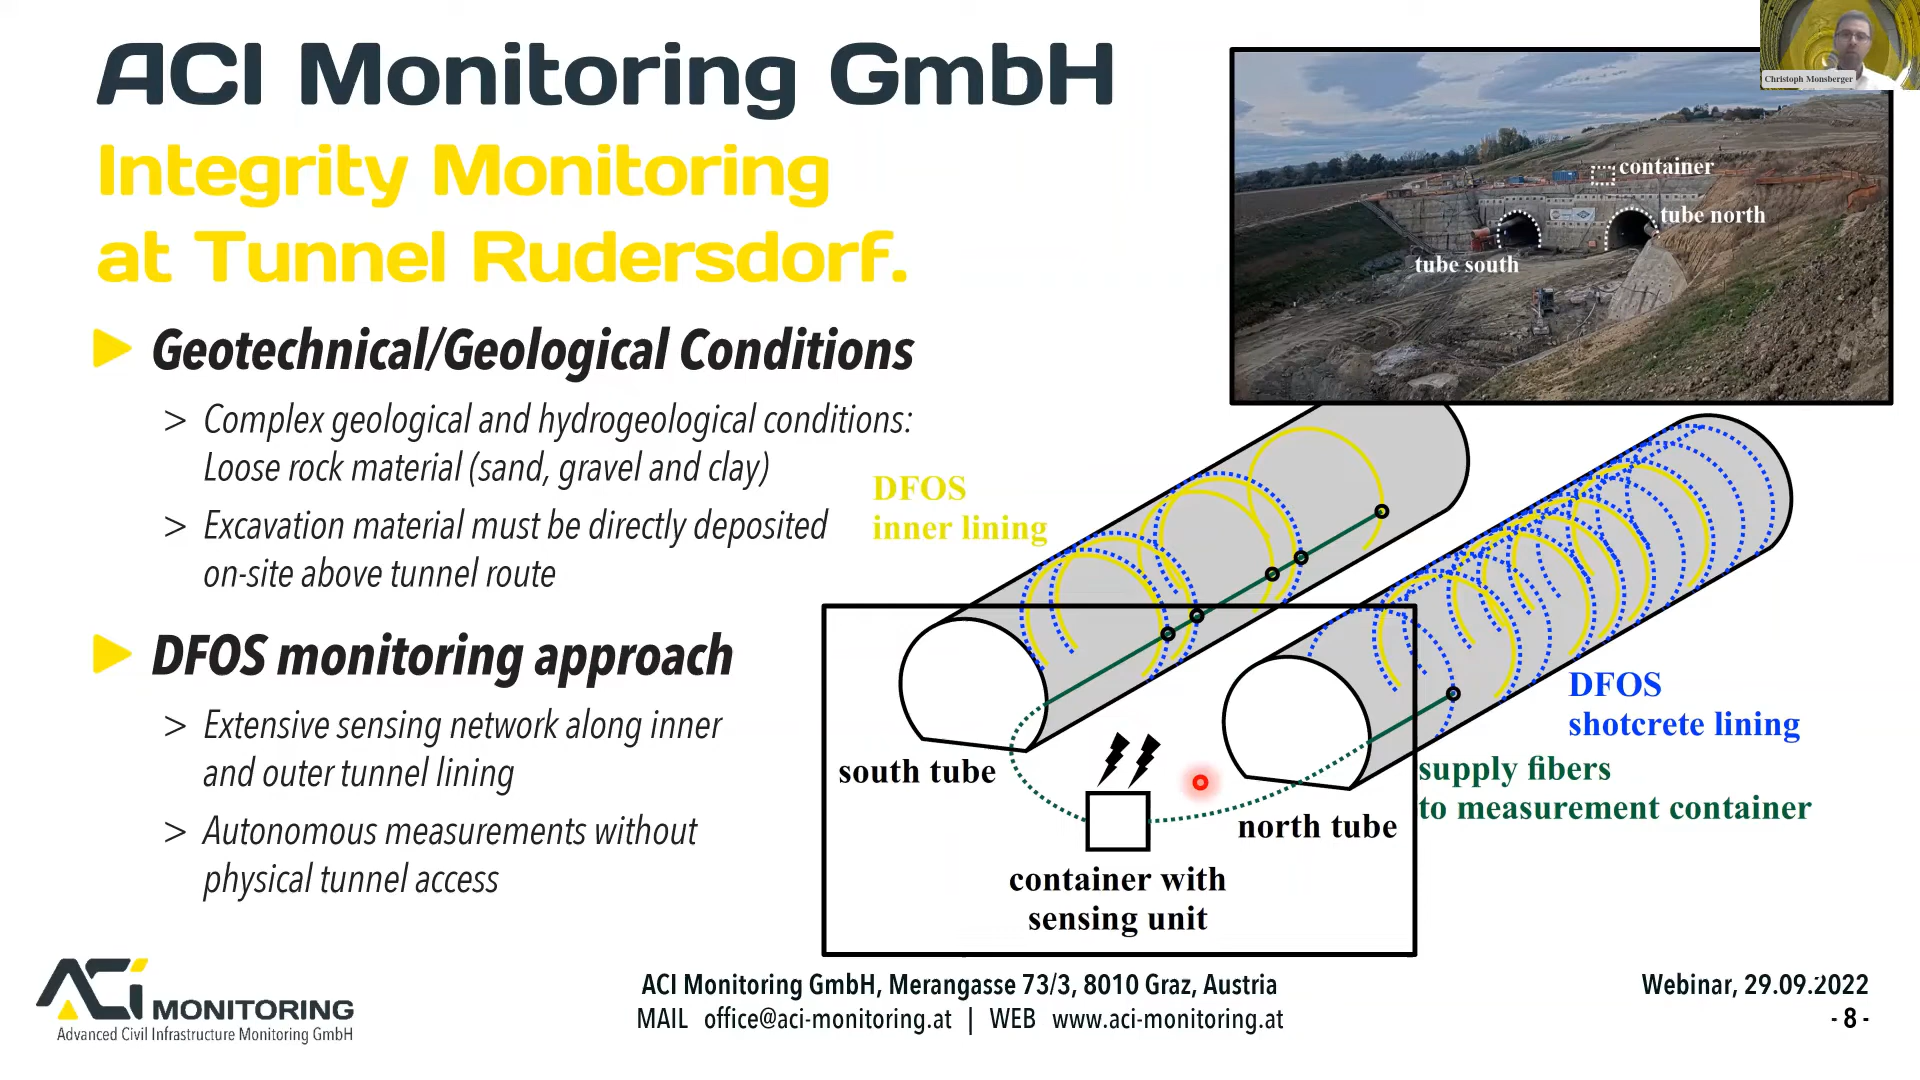 ACI Monitoring GmbH
Integrity Monitoring
at Tunnel Rudersdorf.
Geotechnical/Geological Conditions
> Complex geological and hydrogeological conditions:
Loose rock material (sand, gravel and clay)
> Excavation material must be directly deposited
on-site above tunnel route
DFOS monitoring approach
> Extensive sensing network along inner
and outer tunnel lining
> Autonomous measurements without
physical tunnel access
Christoph Monsberger
container
tube north
tube south
DFOS
inner lining
DFOS
shotcrete lining
supply fibers
to measurement container
south tube
north tube
container with
sensing unit
ACI MONITORING
Advanced Civil Infrastructure Monitoring GmbH
ACI Monitoring GmbH, Merangasse 73/3, 8010 Graz, Austria
MAIL office@aci-monitoring.at | WEB www.aci-monitoring.at
Webinar, 29.09.2022
- 8 -